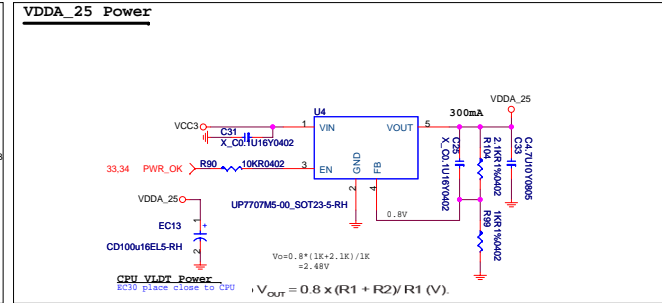 VDDA_25 Power
VDDA_25
U4
300mA
VCC3
C31
X_C0.1U16Y0402
1
VIN
VOUT
5
C25
X_C0.1U16Y0402
R104
2.1KR1%0402
C33
C4.7U10Y0805
33,34
PWR_OK
R90
10KR0402
3
EN
GND
FB
2
4
VDDA_25
UP7707M5-00_SOT23-5-RH
0.8V
R99
1KR1%0402
EC13
1
+
2
CD100u16EL5-RH
Vo=0.8*(1K+2.1K)/1K
=2.48V
CPU VLDT Power
EC30 place close to CPU
VOUT = 0.8 x (R1 + R2)/ R1 (V).